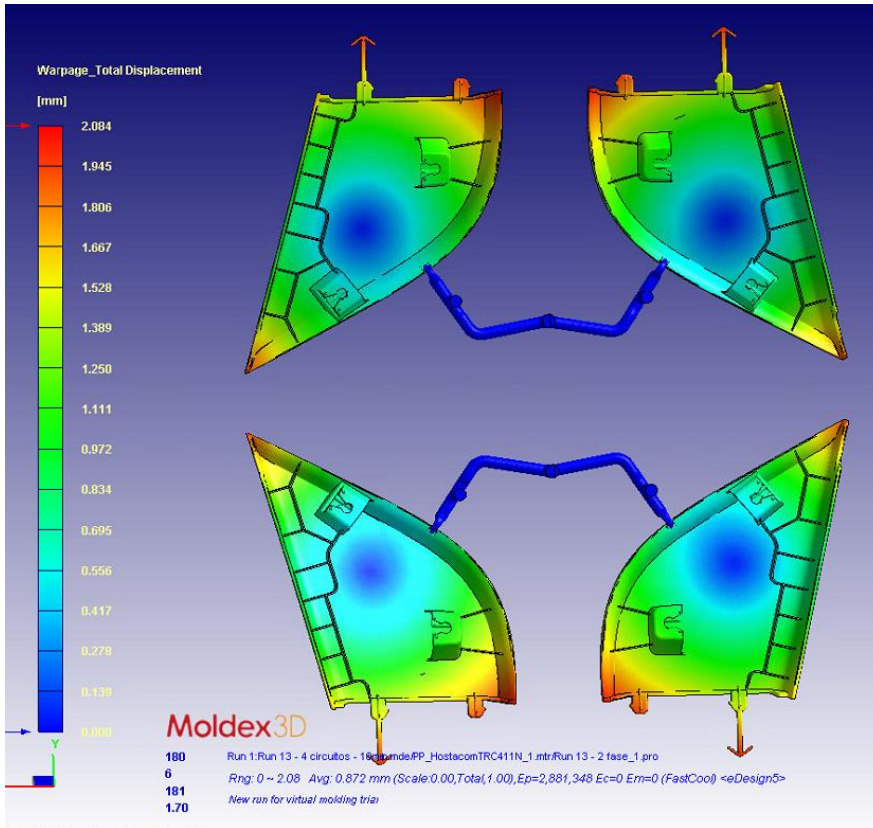 Warpage_Total Displacement
[mm]
2.084
1.945
1.806
1.667
1.528
1.389
1.250
1.111
0.972
0.834
0.695
0.556
0.417
0.278
0.139
0.000
Y
Moldex3D
180 Run 1:Run 13 - 4 circuitos - mde/PP_HostacomTRC411N_1.mtr/Run 13 - 2 fase_1.pro
6 Rng: 0 ~ 2.08 Avg: 0.872 mm (Scale:0.00,Total,1.00),Ep=2,881,348 Ec=0 Em=0 (FastCool) <eDesign5>
181 New run for virtual molding trial
1.70